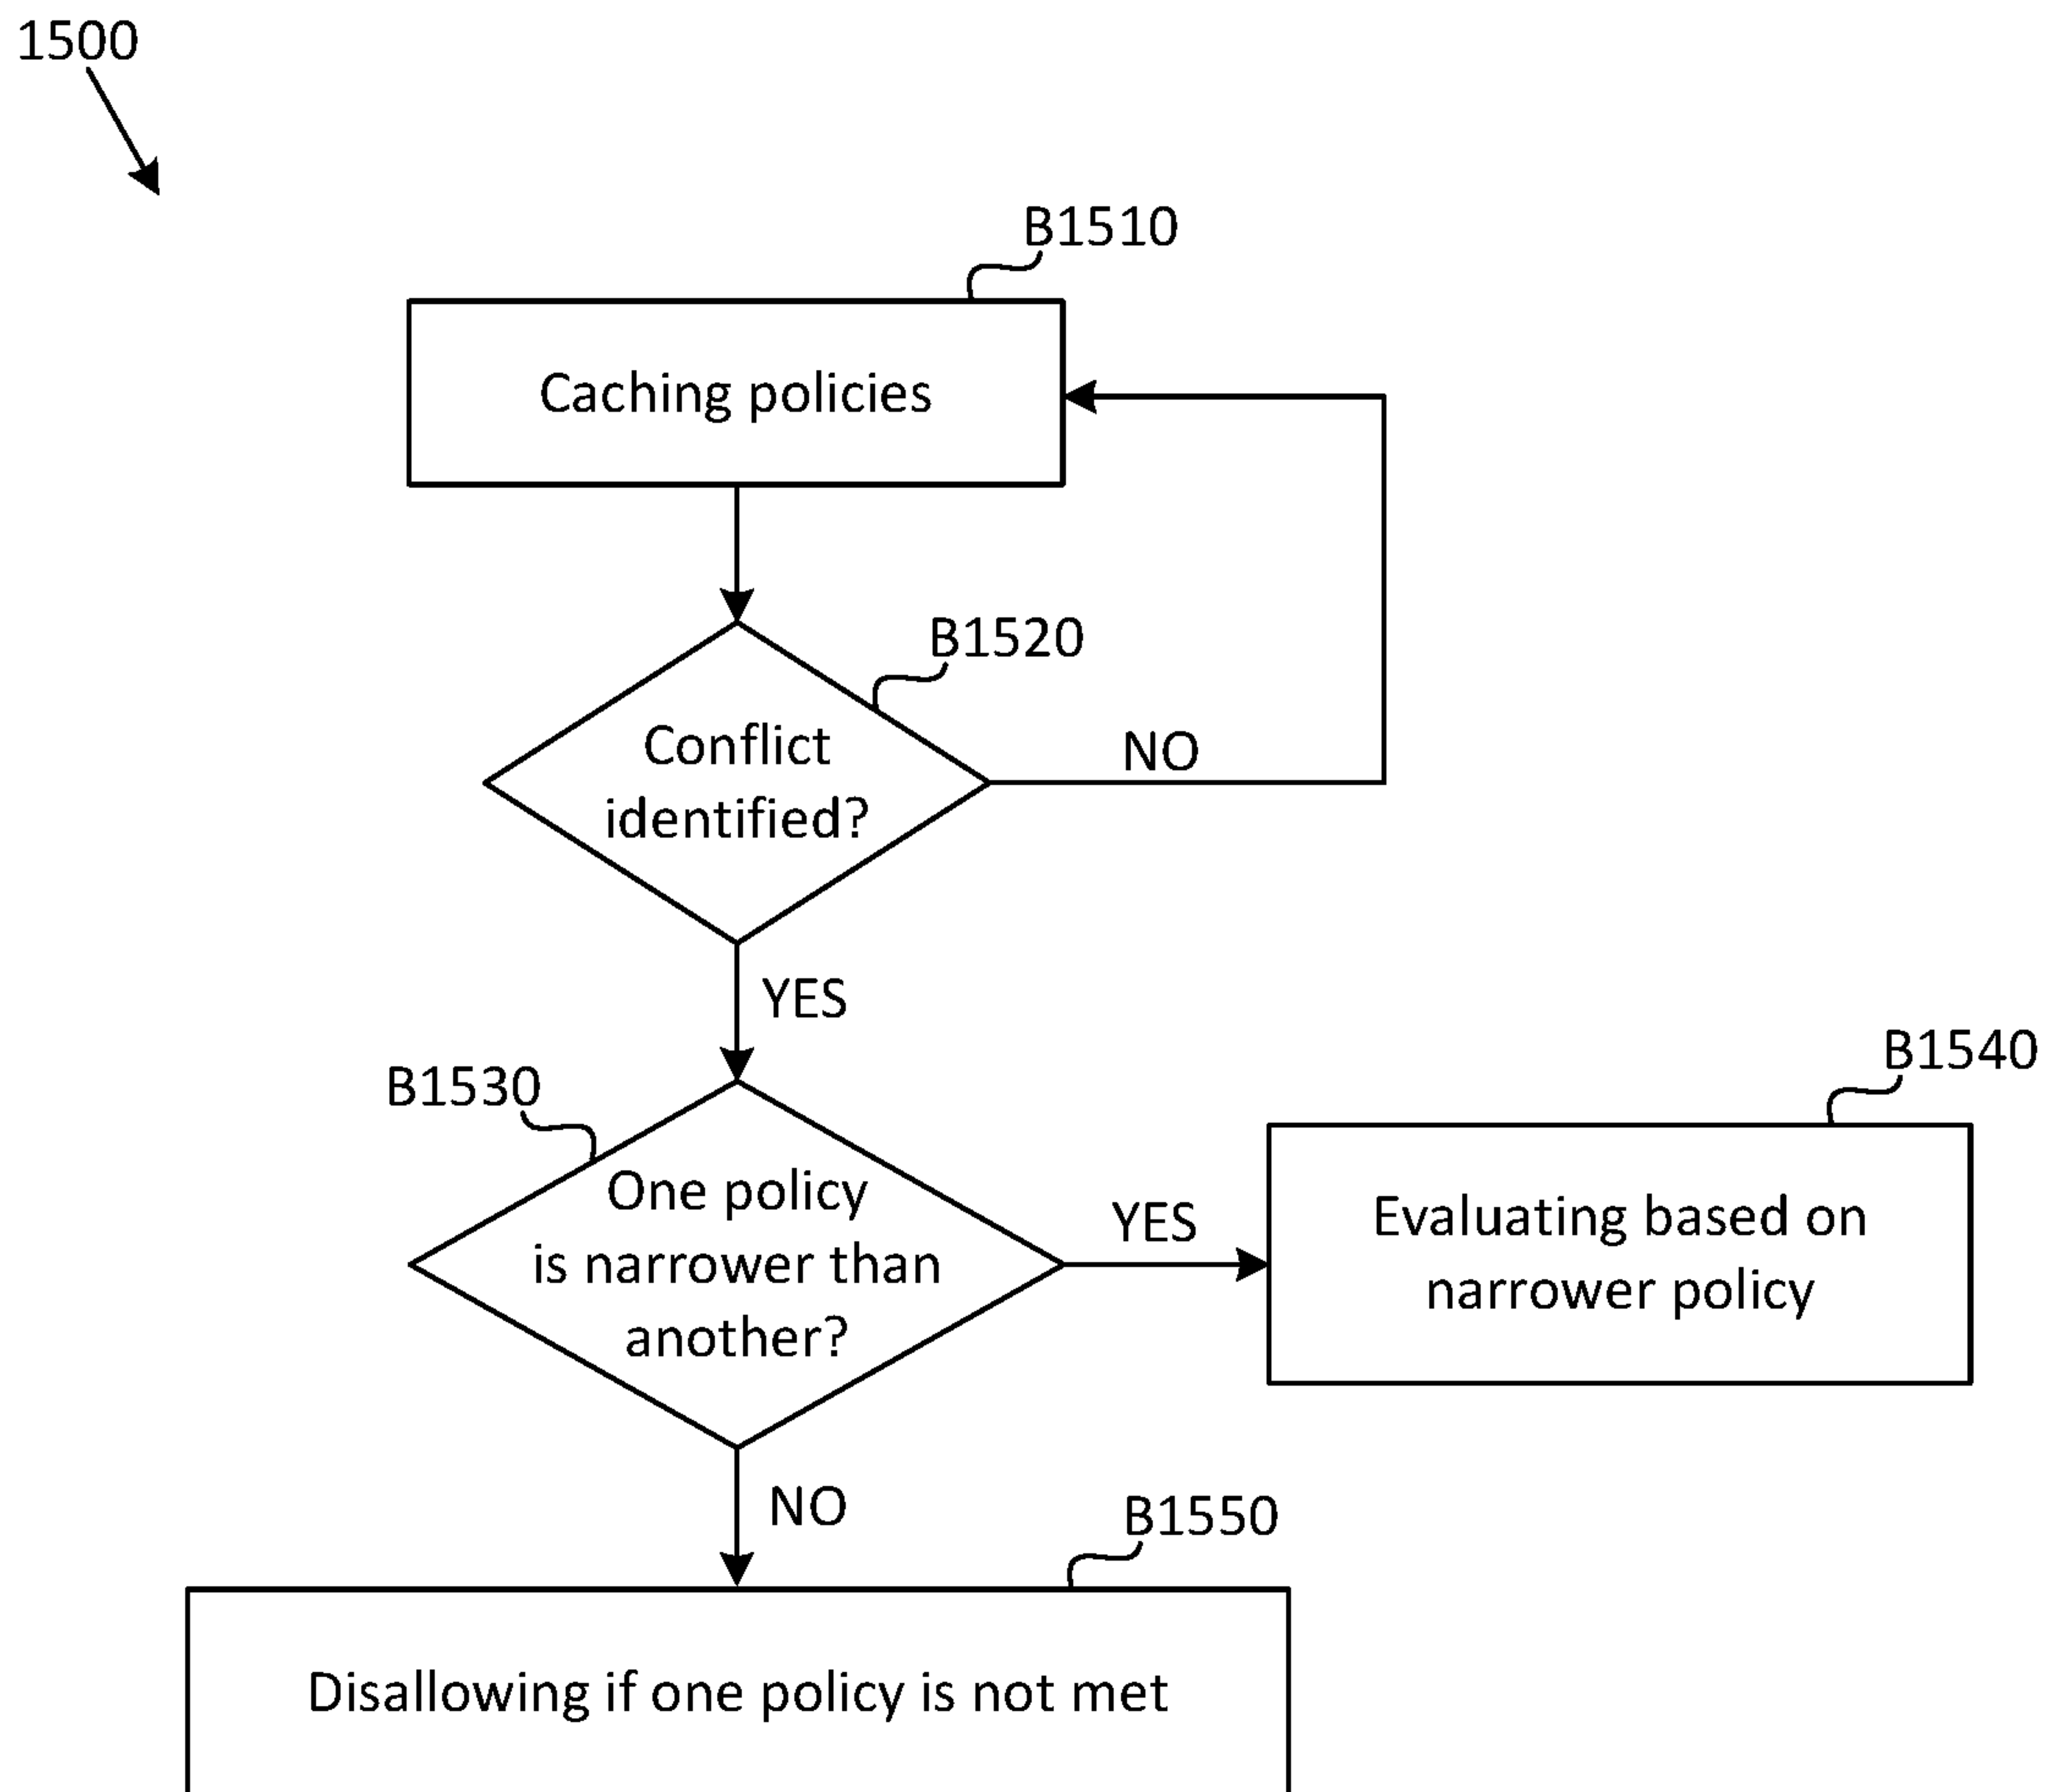 1500
B1510
Caching policies
B1520
Conflict
identified?
NO
YES
B1530
One policy
is narrower than
another?
YES
B1540
Evaluating based on
narrower policy
NO
B1550
Disallowing if one policy is not met